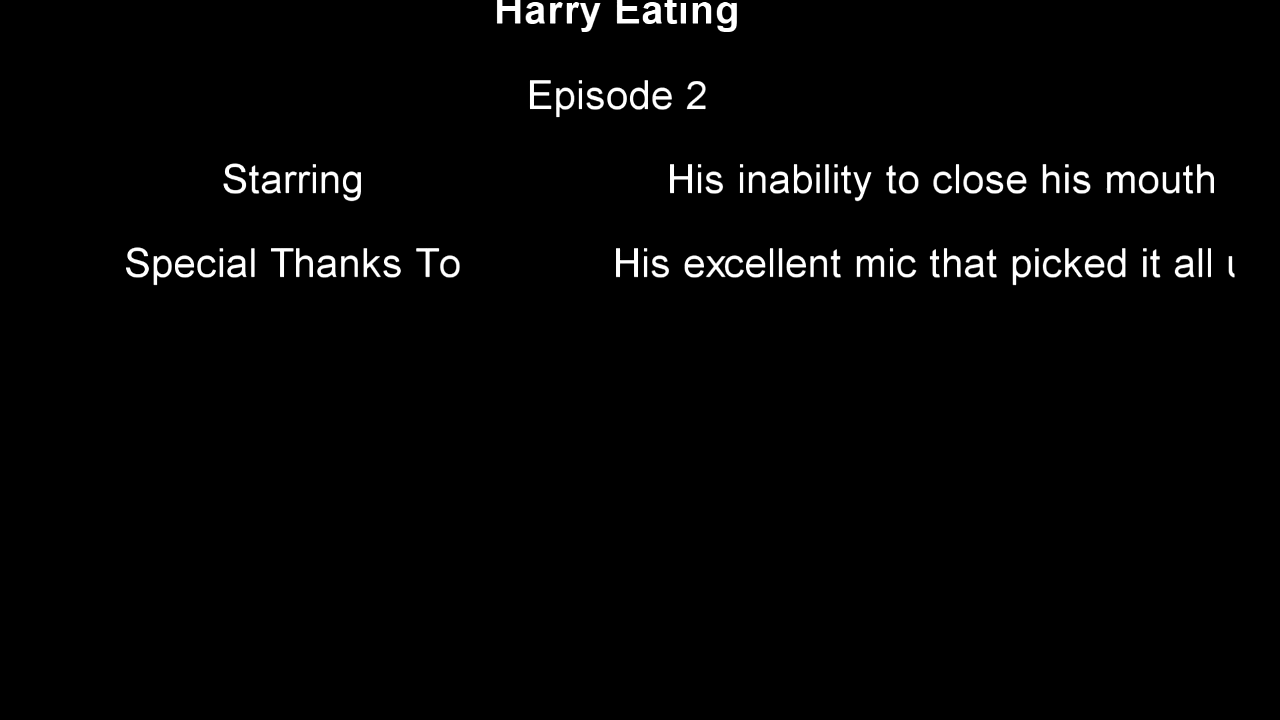 Harry Eating
Episode 2
Starring His inability to close his mouth
Special Thanks To His excellent mic that picked it all